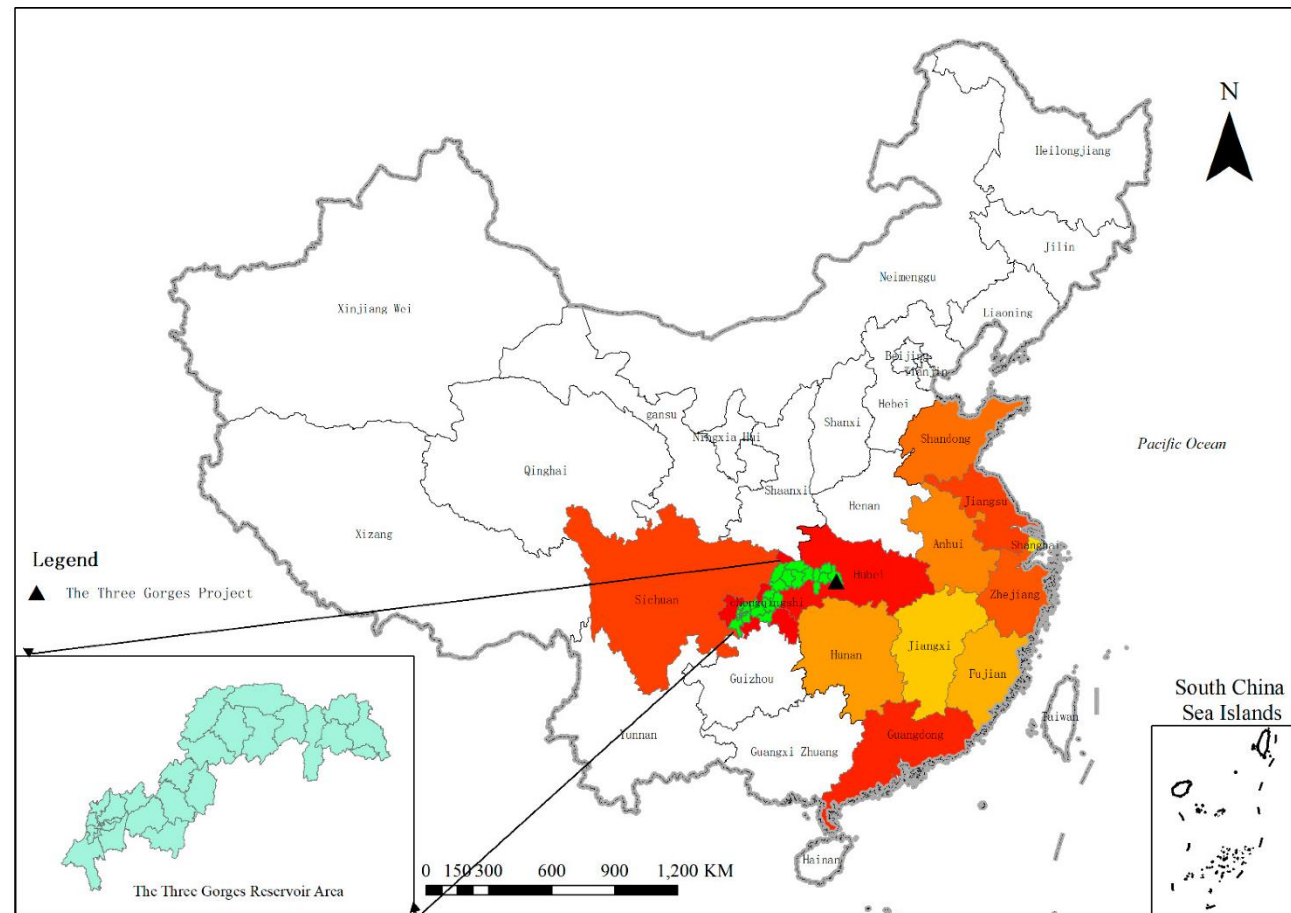 N
Heilongjiang
Jilin
Neimenggu
Xinjiang Wei
Liaoning
Beijing
Tianjin
Hebei
gansu
Shanxi
Ningxia Hui
Shandong
Pacific Ocean
Qinghai
Shaanxi
Henan
Jiangsu
Xizang
Anhui
Shanghai
Legend
The Three Gorges Project
Hubei
Sichuan
Zhejiang
Hunan
Jiangxi
Guizhou
Fujian
South China
Sea Islands
Taiwan
Yunnan
Guangdong
Guangxi Zhuang
Hainan
0 150 300 600 900 1,200 KM
The Three Gorges Reservoir Area